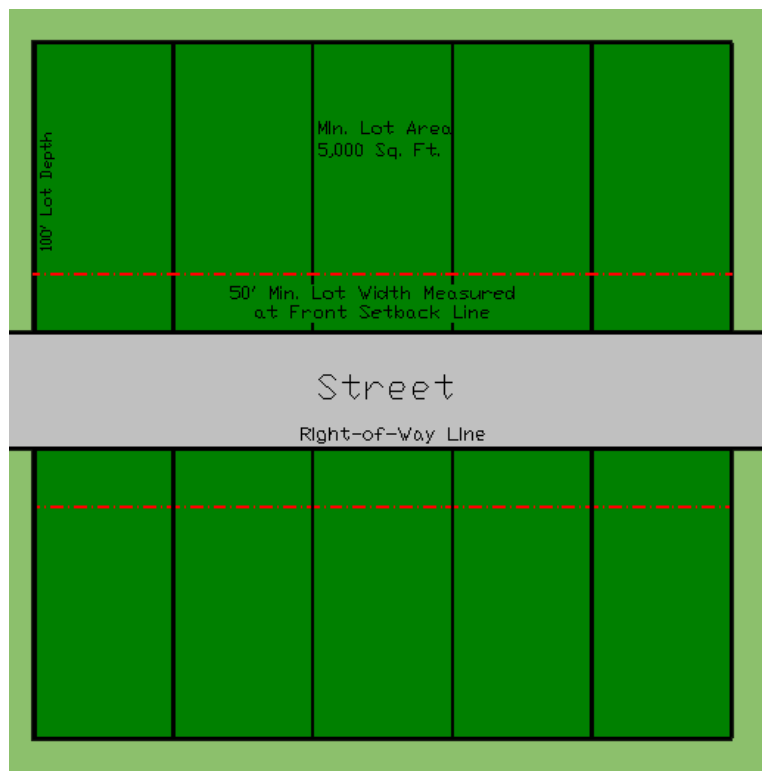 Min. Lot Area
5,000 Sq. Ft.
100' Lot Depth
50' Min. Lot Width Measured
at Front Setback Line
Street
Right-of-Way Line